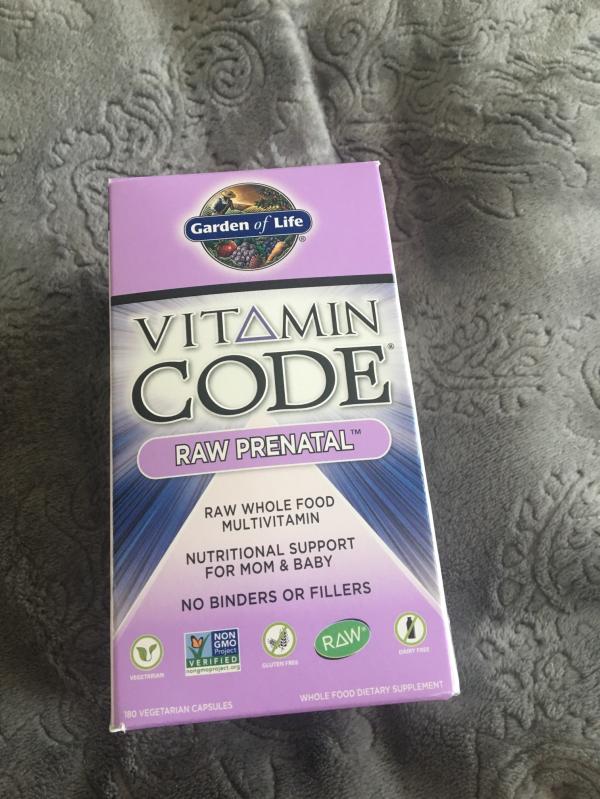 Garden of Life®
VITAMIN
CODE®
RAW PRENATAL™
RAW WHOLE FOOD
MULTIVITAMIN
NUTRITIONAL SUPPORT
FOR MOM & BABY
NO BINDERS OR FILLERS
VEGETARIAN
NON
GMO
Project
VERIFIED
nongmoproject.org
GLUTEN FREE
RAW®
DAIRY FREE
180 VEGETARIAN CAPSULES
WHOLE FOOD DIETARY SUPPLEMENT